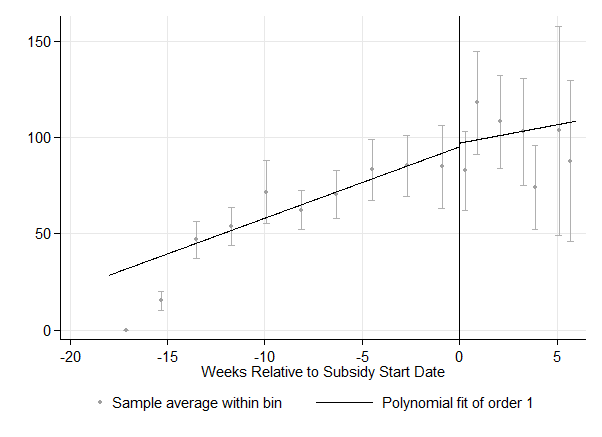 150
100
50
0
-20 -15 -10 -5 0 5
Weeks Relative to Subsidy Start Date
Sample average within bin Polynomial fit of order 1